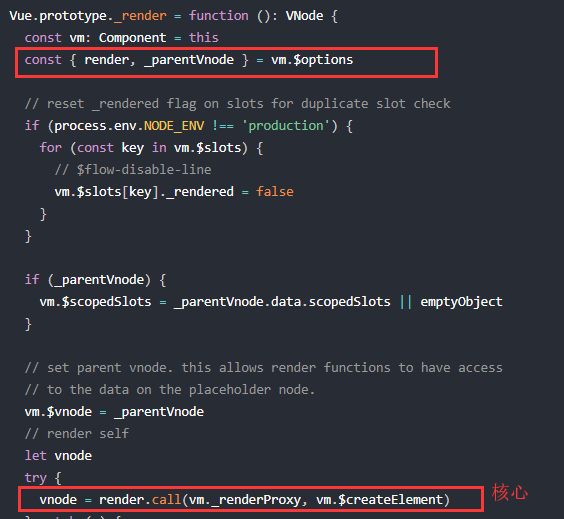 Vue.prototype._render = function (): VNode {
const vm: Component = this
const { render, _parentVnode } = vm.$options
// reset _rendered flag on slots for duplicate slot check
if (process.env.NODE_ENV !== 'production') {
for (const key in vm.$slots) {
// $flow-disable-line
vm.$slots[key]._rendered = false
}
}
if (_parentVnode) {
vm.$scopedSlots = _parentVnode.data.scopedSlots || emptyObject
}
// set parent vnode. this allows render functions to have access
// to the data on the placeholder node.
vm.$vnode = _parentVnode
// render self
let vnode
try {
vnode = render.call(vm._renderProxy, vm.$createElement) 核心